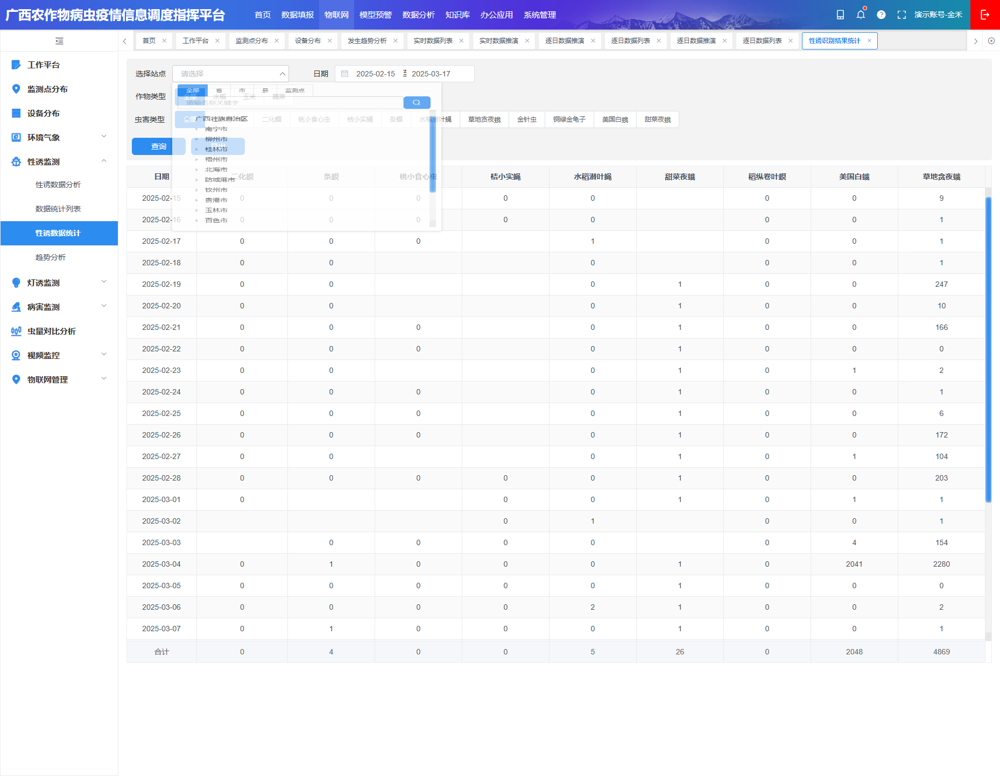 广西农作物病虫疫情信息调度指挥平台 首页 数据填报 物联网 模型预警 数据分析 知识库 办公应用 系统管理 演示账号-金禾
首页 工作平台 监测点分布 设备分布 发生趋势分析 实时数据列表 实时数据推演 逐日数据推演 逐日数据列表 逐日数据推演 逐日数据列表 性诱识别结果统计
工作平台
监测点分布
设备分布
环境气象
性诱监测
性诱数据分析
数据统计列表
性诱数据统计
趋势分析
灯诱监测
病害监测
虫量对比分析
视频监控
物联网管理
选择站点 请选择 日期 2025-02-15 至 2025-03-17
全部 省 市 县 监测点
作物类型 全部 水稻 玉米 蔬菜
请输名称关键字
虫害类型 全部 二化螟 桃小食心虫 桔小实蝇 条螟 水稻潜叶蝇 草地贪夜蛾 金针虫 铜绿金龟子 美国白蛾 甜菜夜蛾
广西壮族自治区
南宁市
柳州市
桂林市
梧州市
北海市
防城港市
钦州市
贵港市
玉林市
百色市
查询 导出
日期 二化螟 条螟 桃小食心虫 桔小实蝇 水稻潜叶蝇 甜菜夜蛾 稻纵卷叶螟 美国白蛾 草地贪夜蛾
2025-02-15 0 0 0 0 0 0 0 9
2025-02-16 0 0 0 0 0 0 0 1
2025-02-17 0 0 0 1 0 0 1
2025-02-18 0 0 0 0 0 1
2025-02-19 0 0 0 1 0 0 247
2025-02-20 0 0 0 1 0 0 10
2025-02-21 0 0 0 0 1 0 0 166
2025-02-22 0 0 0 0 1 0 0 0
2025-02-23 0 0 0 1 0 1 2
2025-02-24 0 0 0 0 1 0 0 1
2025-02-25 0 0 0 0 1 0 0 6
2025-02-26 0 0 0 0 1 0 0 172
2025-02-27 0 0 0 1 0 1 104
2025-02-28 0 0 0 0 0 1 0 0 203
2025-03-01 0 0 0 1 0 1 1
2025-03-02 0 1 0 0 1
2025-03-03 0 0 0 0 0 4 154
2025-03-04 0 1 0 0 0 1 0 2041 2280
2025-03-05 0 0 0 0 0 1 0 0 0
2025-03-06 0 0 0 0 2 1 0 0 2
2025-03-07 0 1 0 0 0 1 0 0 1
合计 0 4 0 0 5 26 0 2048 4869